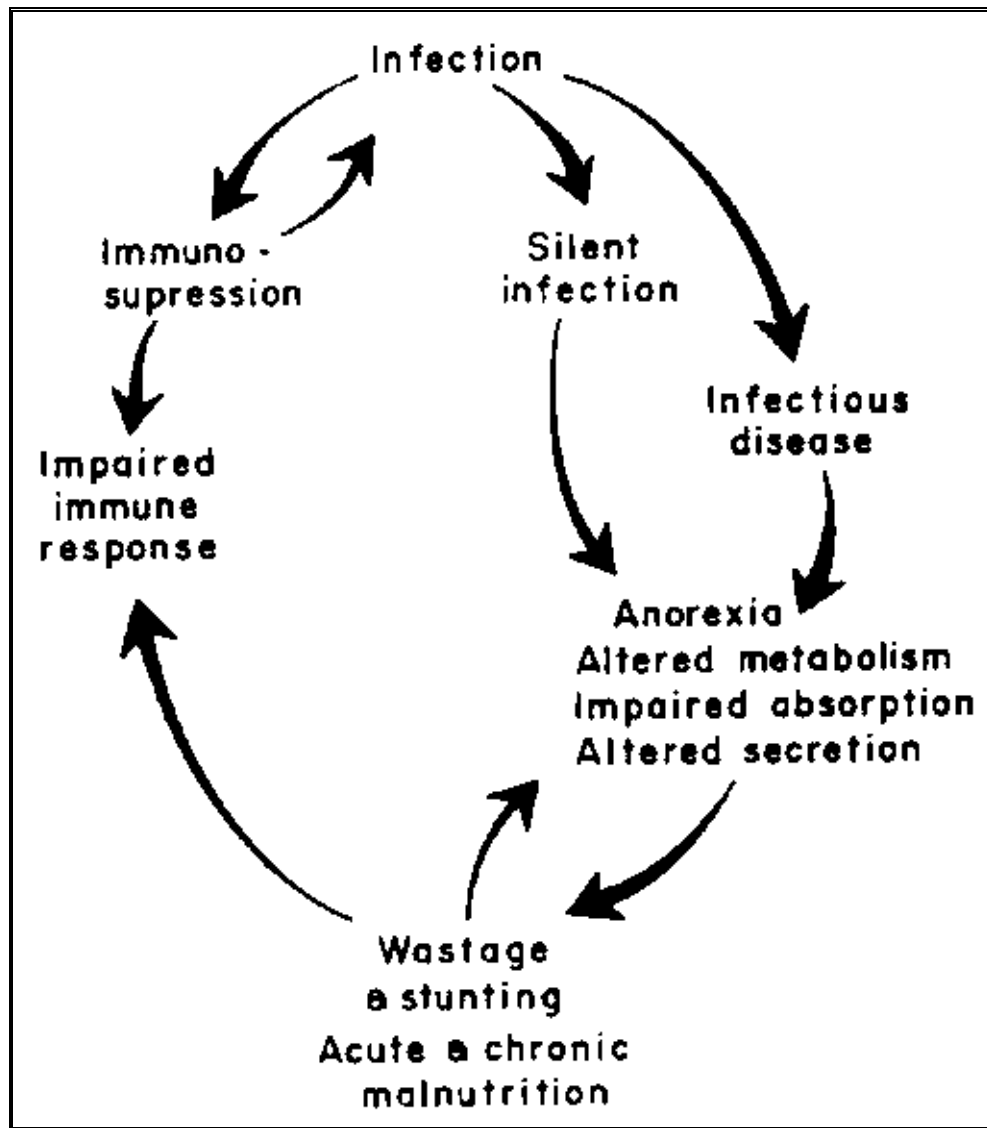 Infection
Immuno -
supression
Silent
infection
Infectious
disease
Impaired
immune
response
Anorexia
Altered metabolism
Impaired absorption
Altered secretion
Wastage
& stunting
Acute & chronic
malnutrition